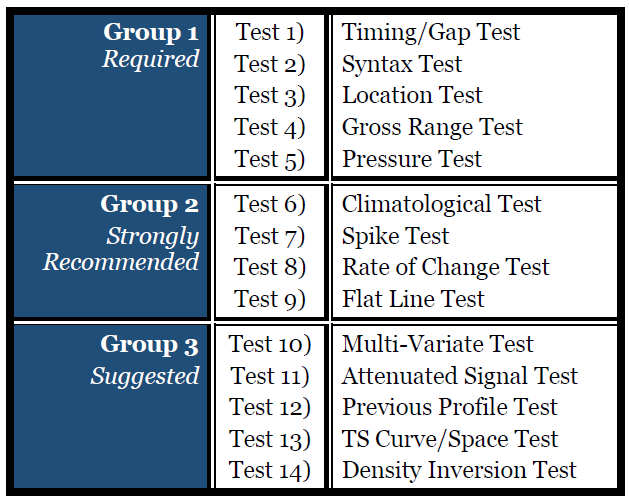 Group 1
Required
Test 1) Timing/Gap Test
Test 2) Syntax Test
Test 3) Location Test
Test 4) Gross Range Test
Test 5) Pressure Test
Group 2
Strongly
Recommended
Test 6) Climatological Test
Test 7) Spike Test
Test 8) Rate of Change Test
Test 9) Flat Line Test
Group 3
Suggested
Test 10) Multi-Variate Test
Test 11) Attenuated Signal Test
Test 12) Previous Profile Test
Test 13) TS Curve/Space Test
Test 14) Density Inversion Test